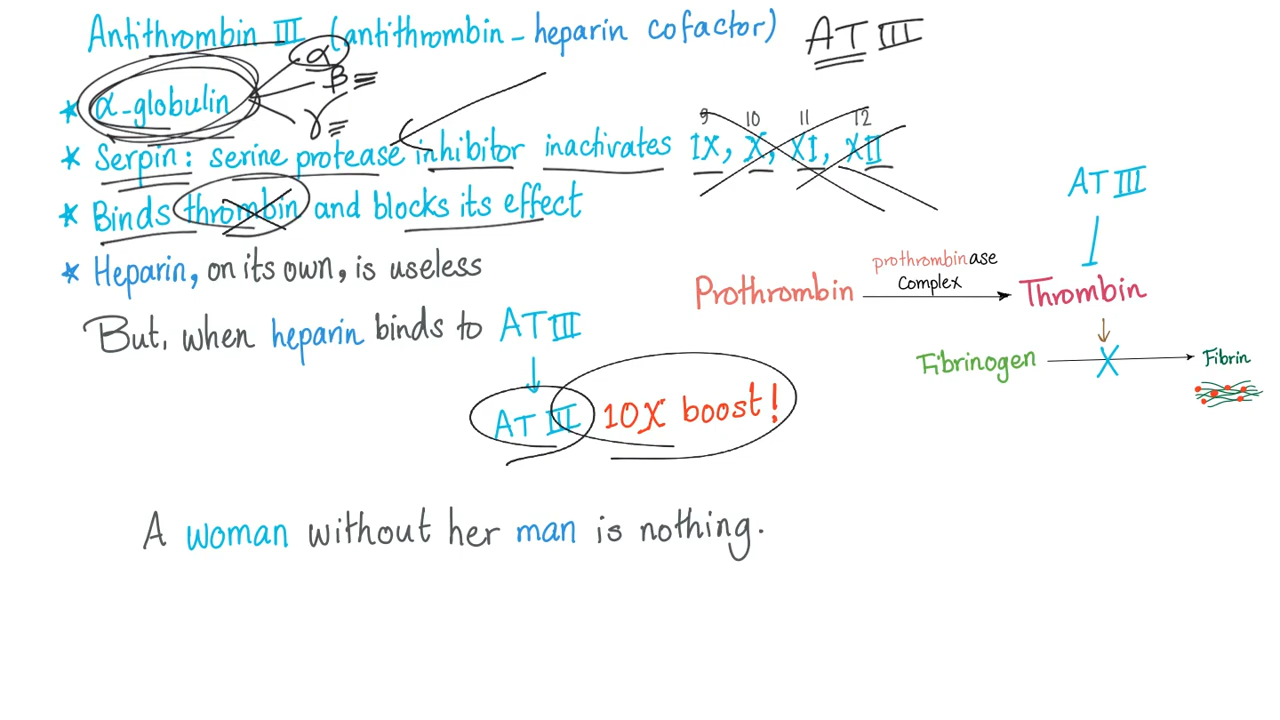 Antithrombin III (antithrombin - heparin cofactor) AT III
α
β
γ
* α-globulin
9 10 11 12
* Serpin: serine protease inhibitor inactivates IX, X, XI, XII
* Binds thrombin and blocks its effect
* Heparin, on its own, is useless
But, when heparin binds to AT III
AT III 10X boost!
A woman without her man is nothing.
AT III
prothrombinase
Complex
Prothrombin Thrombin
Fibrinogen X Fibrin